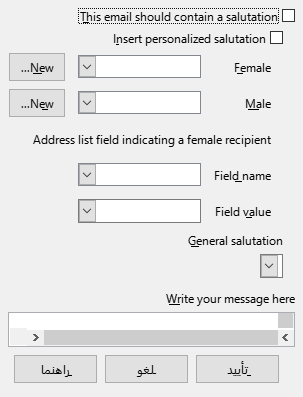 This email should contain a salutation
Insert personalized salutation
Female
New...
Male
New...
Address list field indicating a female recipient
Field name
Field value
General salutation
Write your message here
تأیید
لغو
راهنما